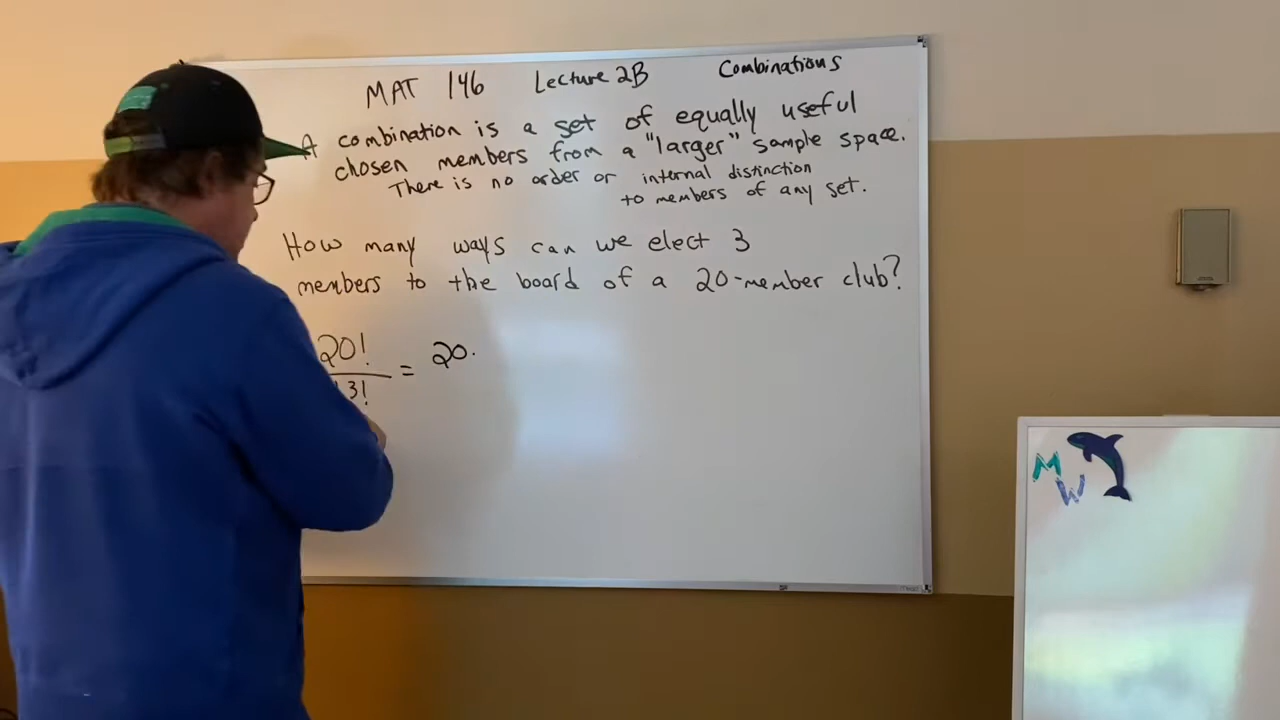 MAT 146 Lecture 2B Combinations
A combination is a set of equally useful
chosen members from a "larger" sample space.
There is no order or internal distinction
to members of any set.
How many ways can we elect 3
members to the board of a 20-member club?
20!
! 3!
= 20.
M
W